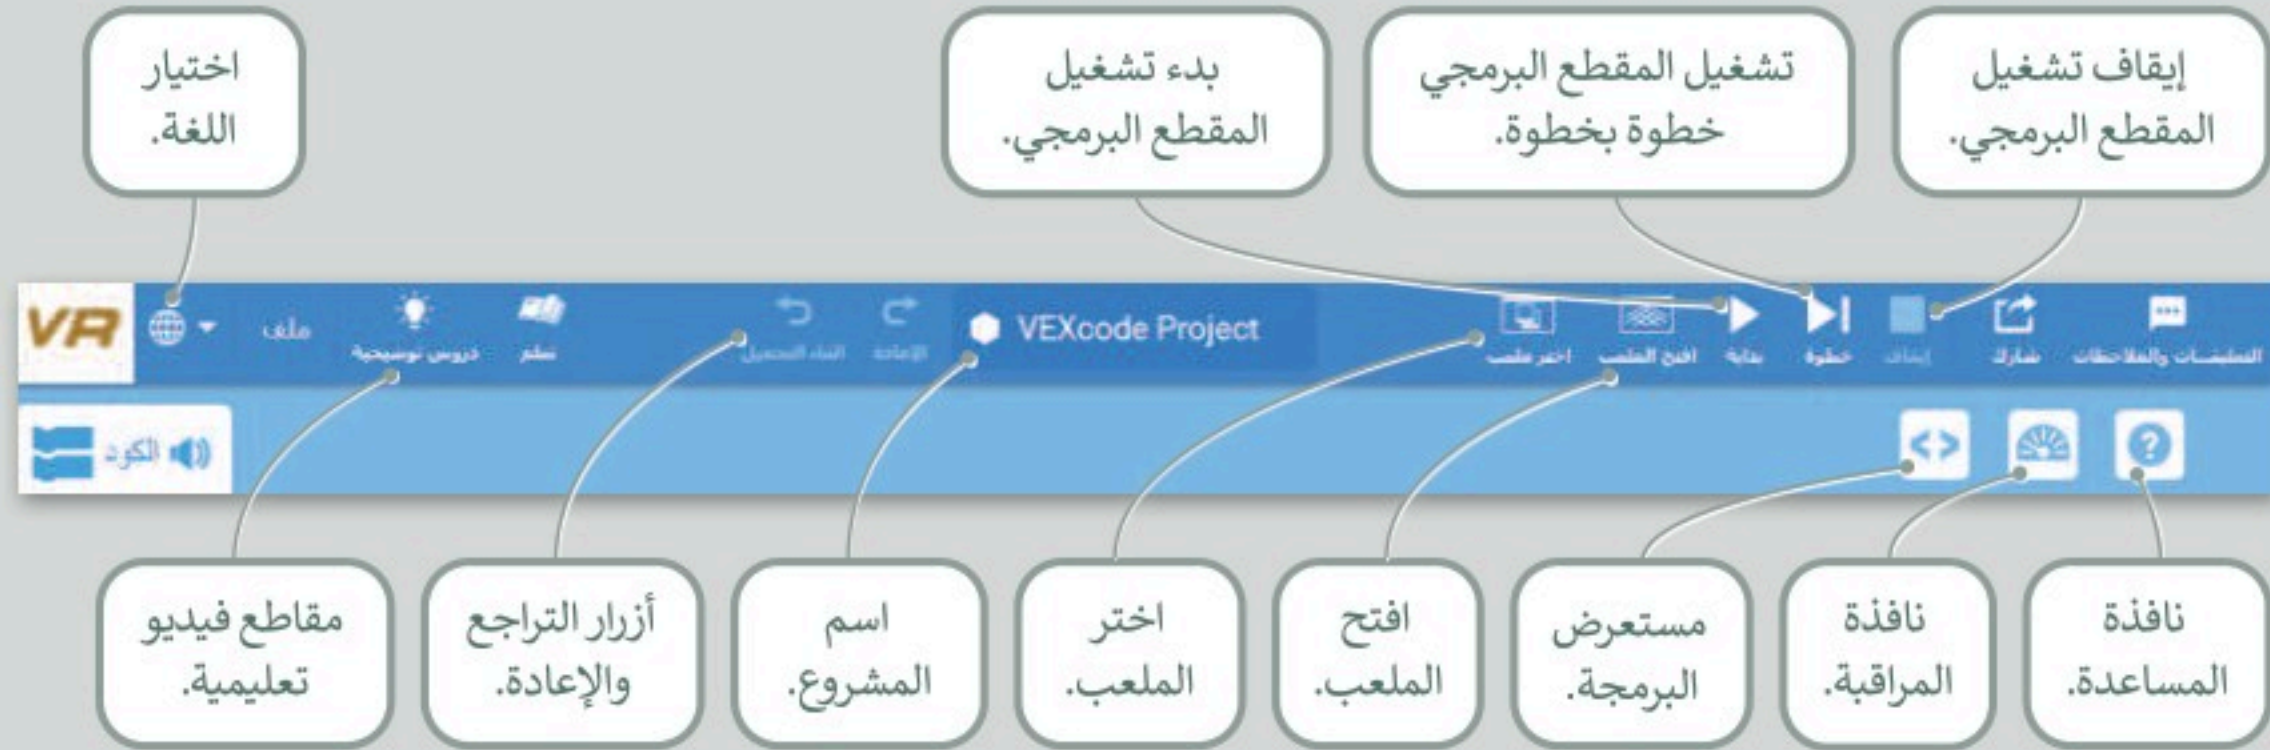 اختيار
اللغة.
بدء تشغيل
المقطع البرمجي.
تشغيل المقطع البرمجي
خطوة بخطوة.
إيقاف تشغيل
المقطع البرمجي.
VR
ملف
دروس توضيحية
تعلم
الإعادة
VEXcode Project
اختر ملعب
افتح الملعب
بداية
خطوة
إيقاف
شارك
التعليقات والملاحظات
الكود
مقاطع فيديو
تعليمية.
أزرار التراجع
والإعادة.
اسم
المشروع.
اختر
الملعب.
افتح
الملعب.
مستعرض
البرمجة.
نافذة
المراقبة.
نافذة
المساعدة.